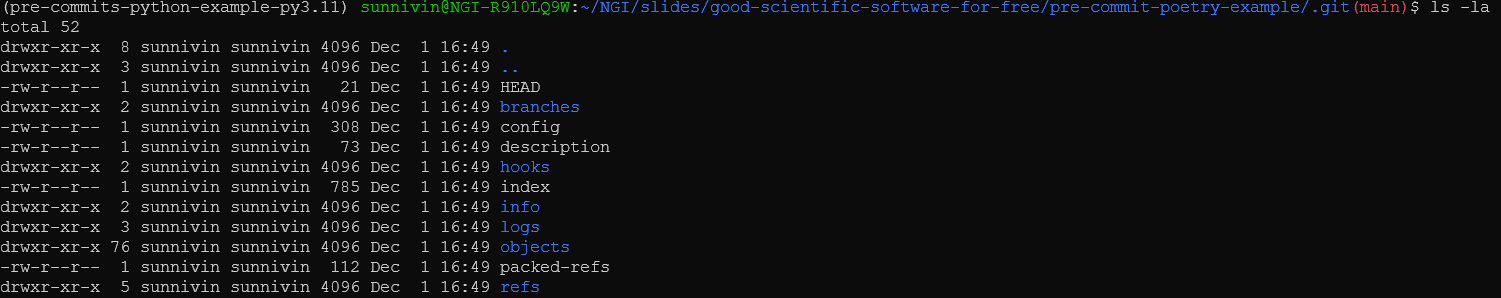 (pre-commits-python-example-py3.11) sunnivin@NGI-R910LQ9W:~/NGI/slides/good-scientific-software-for-free/pre-commit-poetry-example/.git(main)$ ls -la
total 52
drwxr-xr-x  8 sunnivin sunnivin 4096 Dec  1 16:49 .
drwxr-xr-x  3 sunnivin sunnivin 4096 Dec  1 16:49 ..
-rw-r--r--  1 sunnivin sunnivin   21 Dec  1 16:49 HEAD
drwxr-xr-x  2 sunnivin sunnivin 4096 Dec  1 16:49 branches
-rw-r--r--  1 sunnivin sunnivin  308 Dec  1 16:49 config
-rw-r--r--  1 sunnivin sunnivin   73 Dec  1 16:49 description
drwxr-xr-x  2 sunnivin sunnivin 4096 Dec  1 16:49 hooks
-rw-r--r--  1 sunnivin sunnivin  785 Dec  1 16:49 index
drwxr-xr-x  2 sunnivin sunnivin 4096 Dec  1 16:49 info
drwxr-xr-x  3 sunnivin sunnivin 4096 Dec  1 16:49 logs
drwxr-xr-x 76 sunnivin sunnivin 4096 Dec  1 16:49 objects
-rw-r--r--  1 sunnivin sunnivin  112 Dec  1 16:49 packed-refs
drwxr-xr-x  5 sunnivin sunnivin 4096 Dec  1 16:49 refs